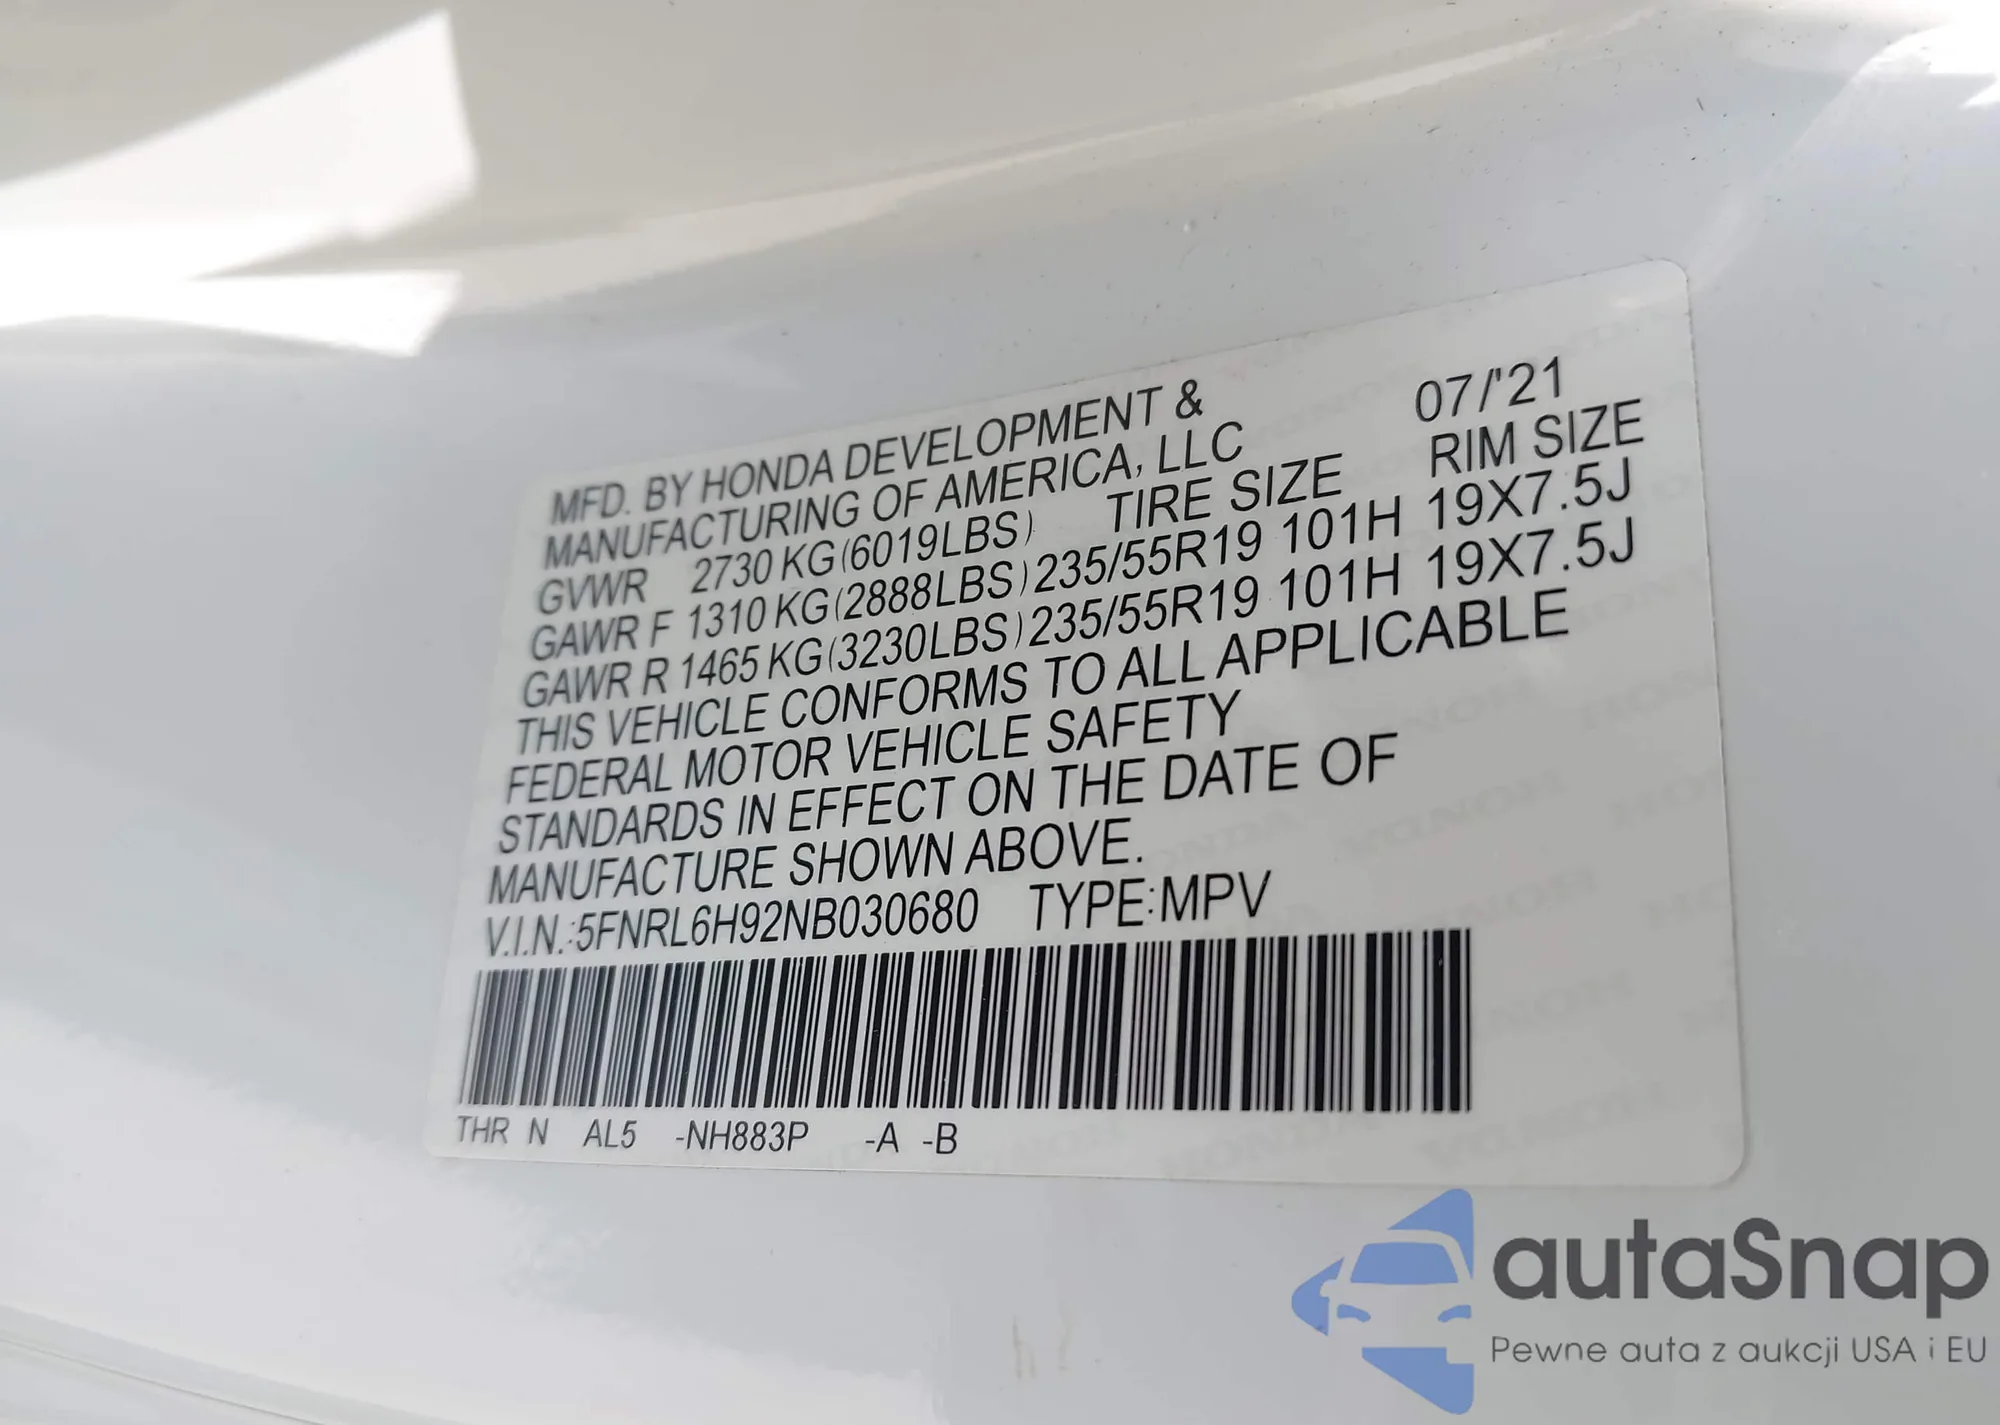 MFD. BY HONDA DEVELOPMENT & 07/'21
MANUFACTURING OF AMERICA, LLC RIM SIZE
GVWR 2730 KG(6019LBS) TIRE SIZE
GAWR F 1310 KG(2888LBS)235/55R19 101H 19X7.5J
GAWR R 1465 KG(3230LBS)235/55R19 101H 19X7.5J
THIS VEHICLE CONFORMS TO ALL APPLICABLE
FEDERAL MOTOR VEHICLE SAFETY
STANDARDS IN EFFECT ON THE DATE OF
MANUFACTURE SHOWN ABOVE.
V.I.N.:5FNRL6H92NB030680 TYPE:MPV
THR N AL5 -NH883P -A -B
autaSnap
Pewne auta z aukcji USA i EU